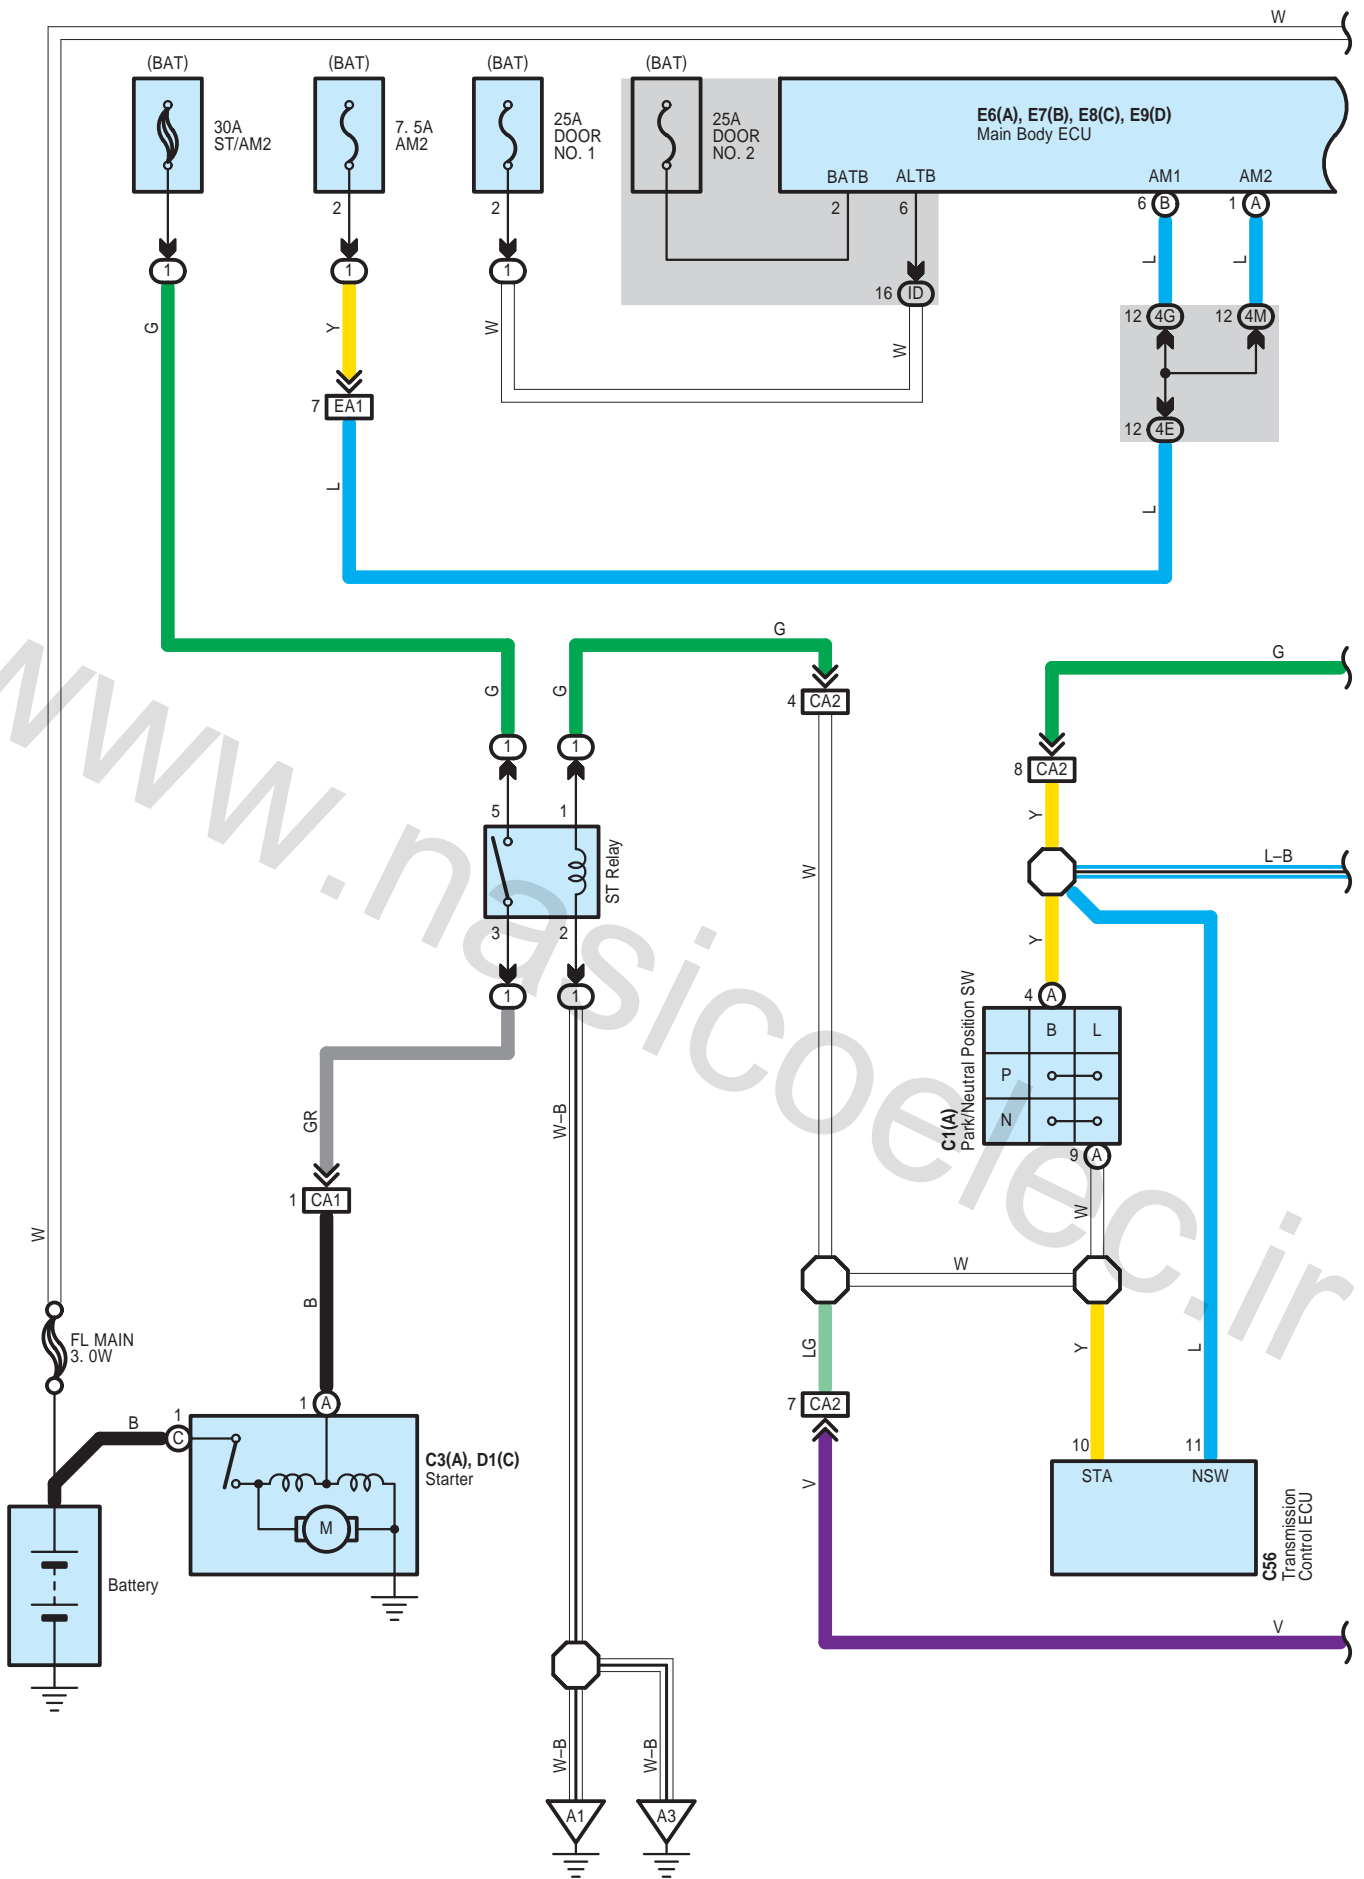 W
(BAT)
(BAT)
(BAT)
(BAT)
30A
ST/AM2
7. 5A
AM2
25A
DOOR
NO. 1
25A
DOOR
NO. 2
E6(A), E7(B), E8(C), E9(D)
Main Body ECU
BATB
ALTB
AM1
AM2
2
2
2
6
6
B
1
A
1
1
1
16
ID
L
L
G
Y
W
W
12
4G
12
4M
7
EA1
12
4E
L
L
G
G
G
G
4
CA2
1
1
8
CA2
5
1
Y
ST Relay
W
L–B
3
2
Y
1
1
4
A
C1(A)
Park/Neutral Position SW
B
L
P
N
GR
W–B
9
A
1
CA1
W
W
W
B
FL MAIN
3. 0W
LG
Y
L
1
A
7
CA2
B
1
C
C3(A), D1(C)
Starter
10
11
STA
NSW
V
M
C56
Transmission
Control ECU
Battery
V
W–B
W–B
A1
A3
www.nasicoelec.ir